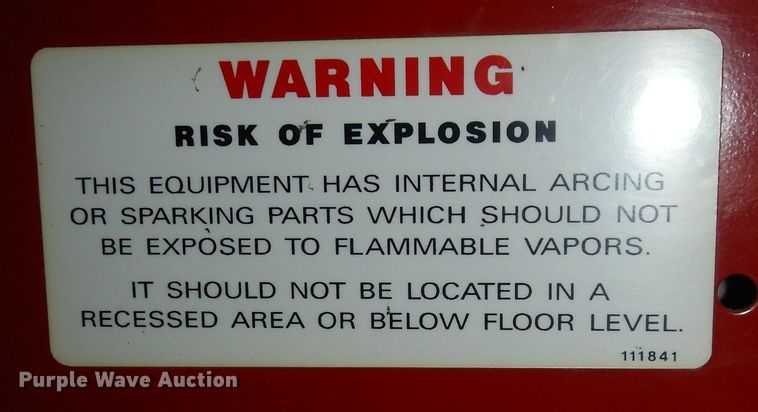 WARNING
RISK OF EXPLOSION
THIS EQUIPMENT HAS INTERNAL ARCING
OR SPARKING PARTS WHICH SHOULD NOT
BE EXPOSED TO FLAMMABLE VAPORS.
IT SHOULD NOT BE LOCATED IN A
RECESSED AREA OR BELOW FLOOR LEVEL.
111841
Purple Wave Auction